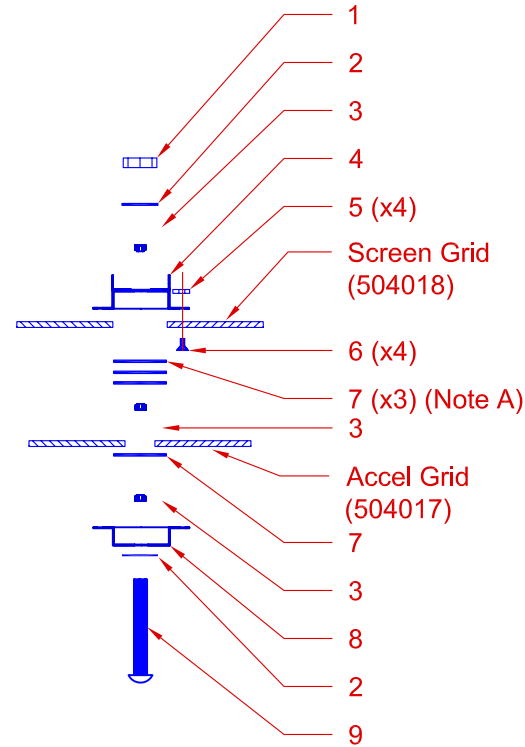 1
2
3
4
5 (x4)
Screen Grid
(504018)
6 (x4)
7 (x3) (Note A)
3
Accel Grid
(504017)
7
3
8
2
9